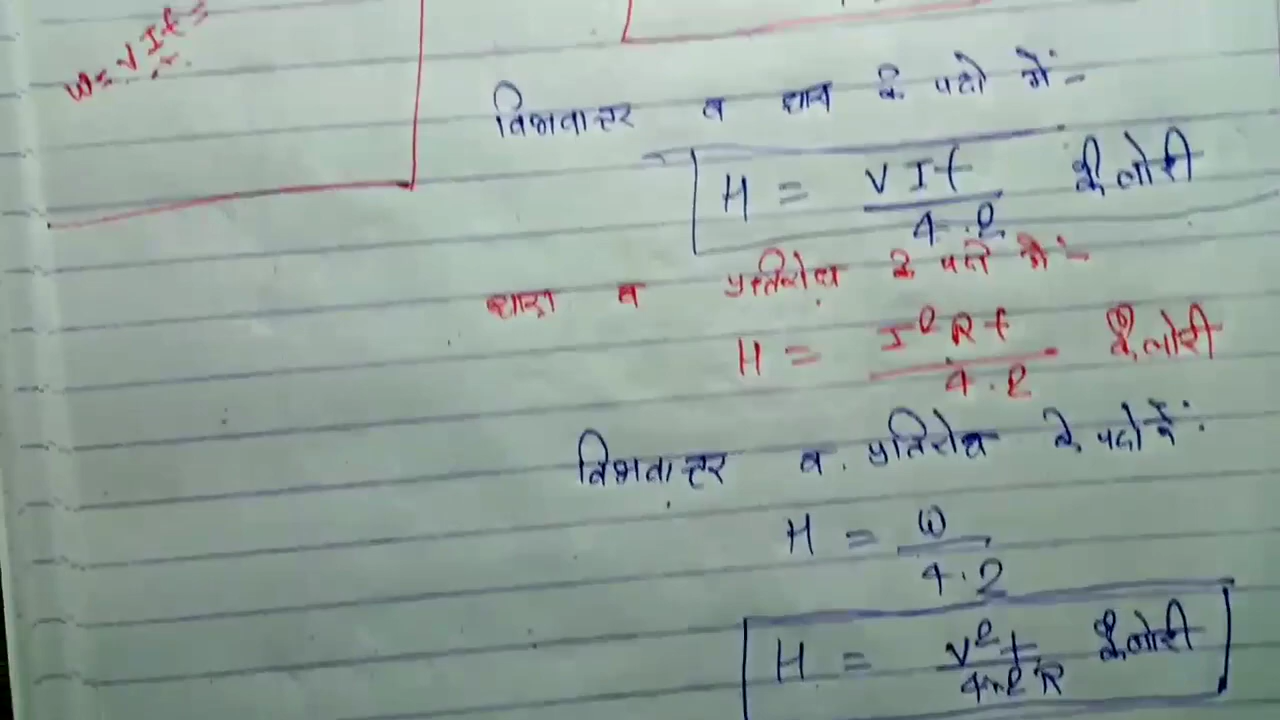 W = VIt =
विभवान्तर व धारा के पदो में :-
H = VIt / 4.2 कैलोरी
धारा व प्रतिरोध के पदो में :-
H = I²Rt / 4.2 कैलोरी
विभवान्तर व प्रतिरोध के पदो में :
H = W / 4.2
H = V²t / 4.2R कैलोरी